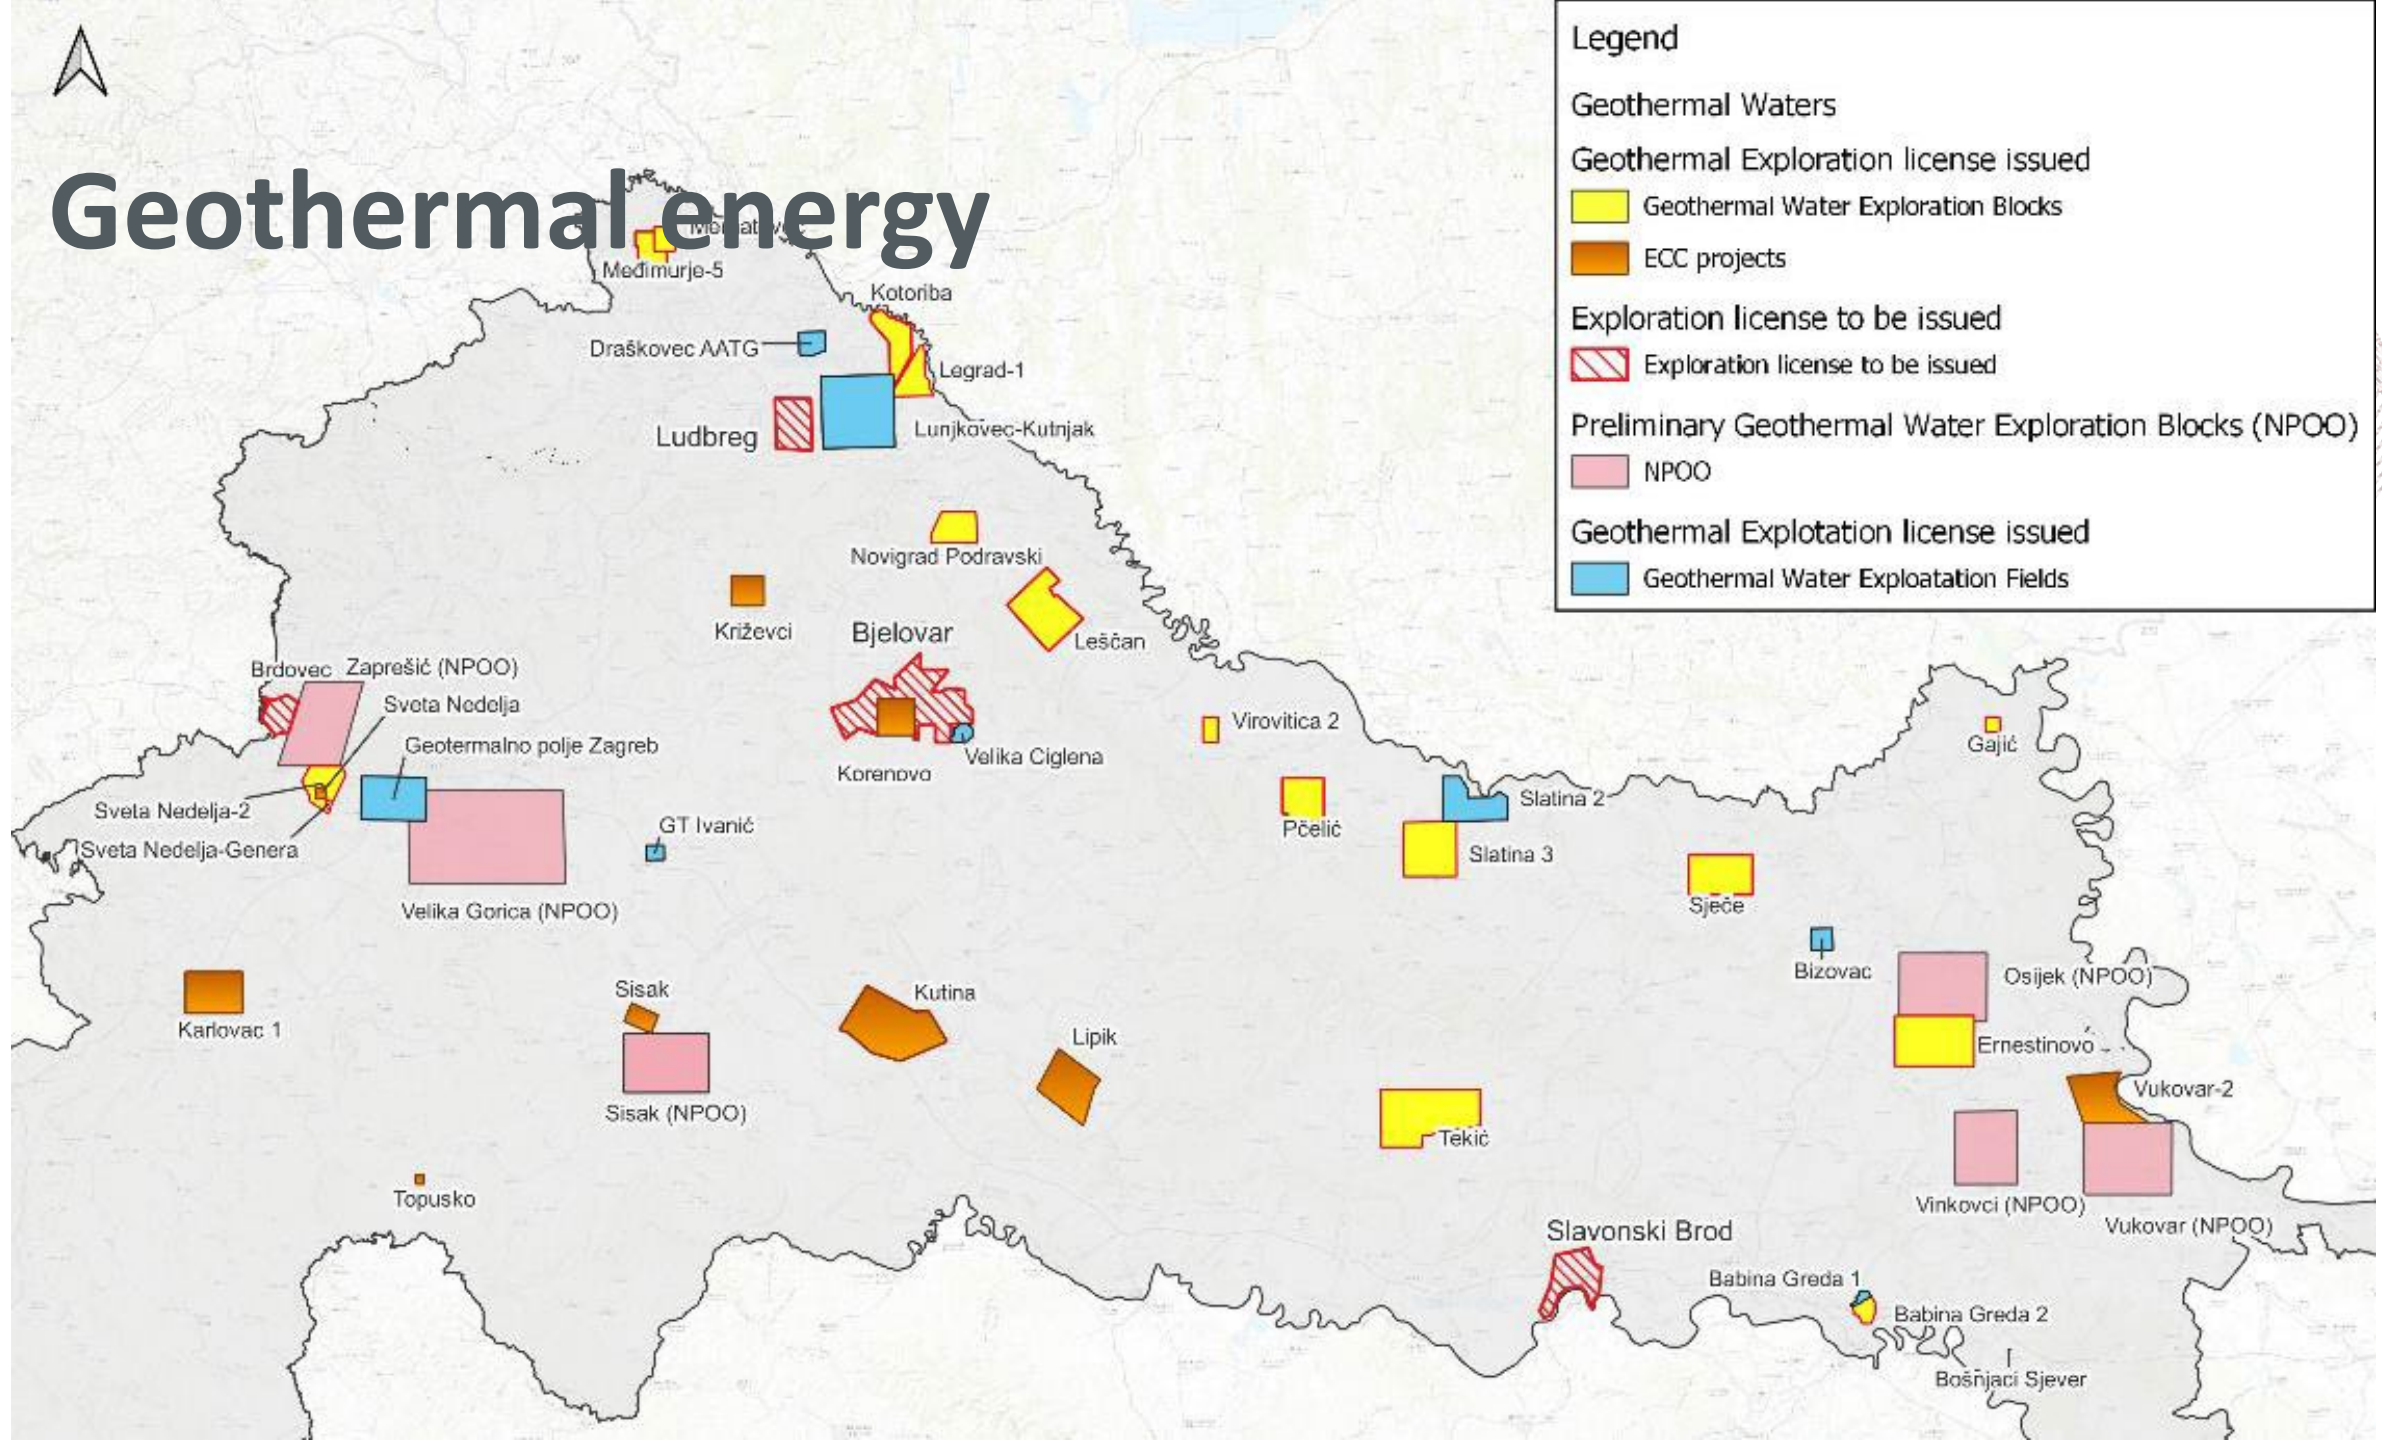 Geothermal energy
Međimurje-5
Kotoriba
Draškovec AATG
Legrad-1
Ludbreg
Lunjkovec-Kutnjak
Novigrad Podravski
Križevci
Bjelovar
Leščan
Brdovec
Zaprešić (NPOO)
Sveta Nedelja
Geotermalno polje Zagreb
Virovitica 2
Gajić
Velika Ciglena
Korenovo
Sveta Nedelja-2
Slatina 2
GT Ivanić
Pčelić
Sveta Nedelja-Genera
Slatina 3
Velika Gorica (NPOO)
Sječe
Bizovac
Osijek (NPOO)
Sisak
Kutina
Karlovac 1
Lipik
Ernestinovo
Vukovar-2
Sisak (NPOO)
Tekić
Topusko
Vinkovci (NPOO)
Vukovar (NPOO)
Slavonski Brod
Babina Greda 1
Babina Greda 2
Bošnjaci Sjever
Legend
Geothermal Waters
Geothermal Exploration license issued
Geothermal Water Exploration Blocks
ECC projects
Exploration license to be issued
Exploration license to be issued
Preliminary Geothermal Water Exploration Blocks (NPOO)
NPOO
Geothermal Explotation license issued
Geothermal Water Exploatation Fields